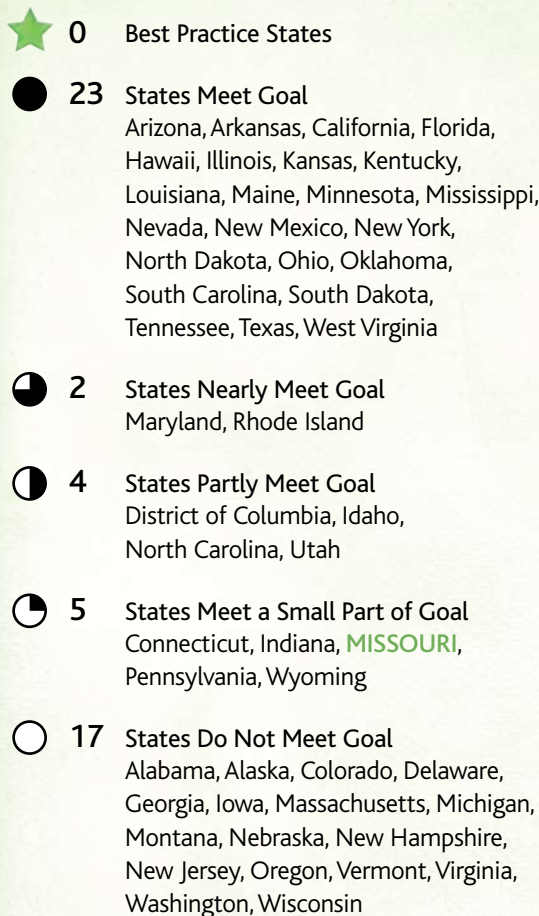 0 Best Practice States
23 States Meet Goal
Arizona, Arkansas, California, Florida,
Hawaii, Illinois, Kansas, Kentucky,
Louisiana, Maine, Minnesota, Mississippi,
Nevada, New Mexico, New York,
North Dakota, Ohio, Oklahoma,
South Carolina, South Dakota,
Tennessee, Texas, West Virginia
2 States Nearly Meet Goal
Maryland, Rhode Island
4 States Partly Meet Goal
District of Columbia, Idaho,
North Carolina, Utah
5 States Meet a Small Part of Goal
Connecticut, Indiana, MISSOURI,
Pennsylvania, Wyoming
17 States Do Not Meet Goal
Alabama, Alaska, Colorado, Delaware,
Georgia, Iowa, Massachusetts, Michigan,
Montana, Nebraska, New Hampshire,
New Jersey, Oregon, Vermont, Virginia,
Washington, Wisconsin